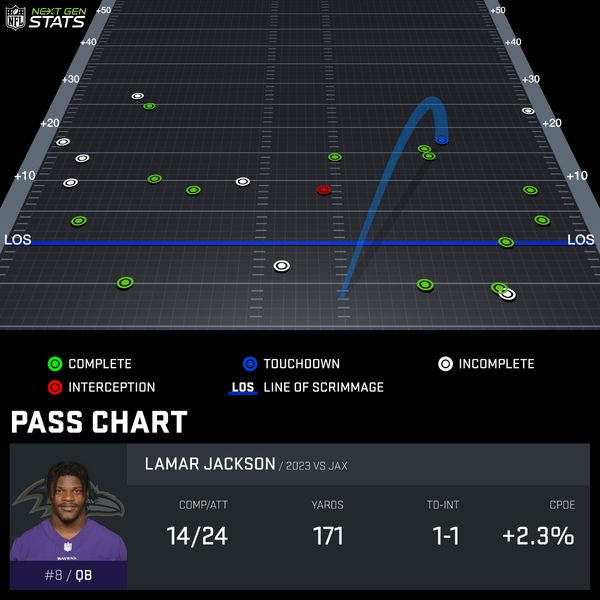 NFL NEXT GEN STATS
+50 +50
+40 +40
+30 +30
+20 +20
+10 +10
LOS LOS
COMPLETE TOUCHDOWN INCOMPLETE
INTERCEPTION LOS LINE OF SCRIMMAGE
PASS CHART
LAMAR JACKSON / 2023 VS JAX
COMP/ATT YARDS TD-INT CPOE
14/24 171 1-1 +2.3%
RAVENS
#8 / QB